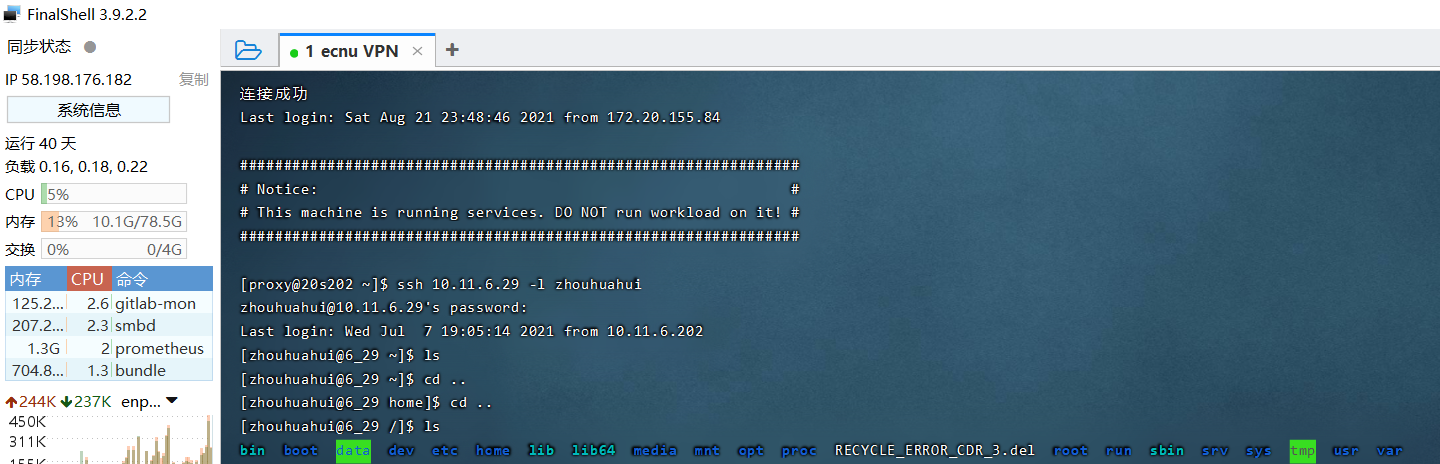 FinalShell 3.9.2.2
同步状态
IP 58.198.176.182 复制
系统信息
运行 40 天
负载 0.16, 0.18, 0.22
CPU 5%
内存 13% 10.1G/78.5G
交换 0% 0/4G
内存 CPU 命令
125.2... 2.6 gitlab-mon
207.2... 2.3 smbd
1.3G 2 prometheus
704.8... 1.3 bundle
244K 237K enp...
450K
311K
155K
1 ecnu VPN
连接成功
Last login: Sat Aug 21 23:48:46 2021 from 172.20.155.84
################################################################
# Notice: #
# This machine is running services. DO NOT run workload on it! #
################################################################
[proxy@20s202 ~]$ ssh 10.11.6.29 -l zhouhuahui
zhouhuahui@10.11.6.29's password:
Last login: Wed Jul  7 19:05:14 2021 from 10.11.6.202
[zhouhuahui@6_29 ~]$ ls
[zhouhuahui@6_29 ~]$ cd ..
[zhouhuahui@6_29 home]$ cd ..
[zhouhuahui@6_29 /]$ ls
bin boot data dev etc home lib lib64 media mnt opt proc RECYCLE_ERROR_CDR_3.del root run sbin srv sys tmp usr var